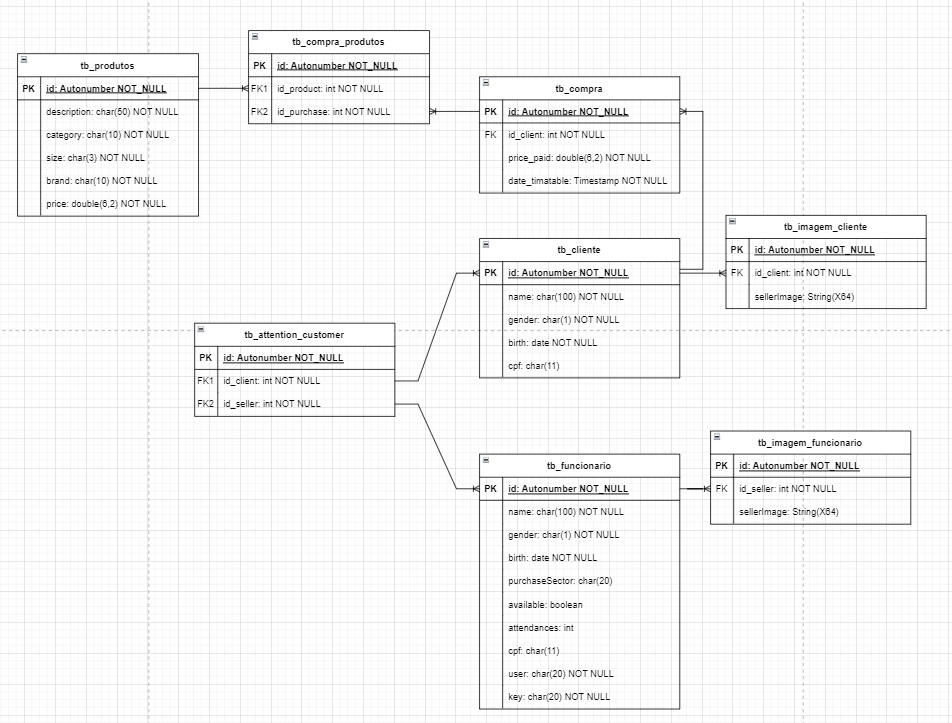 tb_compra_produtos
PK id: Autonumber NOT_NULL
FK1 id_product: int NOT NULL
FK2 id_purchase: int NOT NULL
tb_produtos
PK id: Autonumber NOT_NULL
description: char(50) NOT NULL
category: char(10) NOT NULL
size: char(3) NOT NULL
brand: char(10) NOT NULL
price: double(6,2) NOT NULL
tb_compra
PK id: Autonumber NOT_NULL
FK id_client: int NOT NULL
price_paid: double(6,2) NOT NULL
date_timatable: Timestamp NOT NULL
tb_imagem_cliente
PK id: Autonumber NOT_NULL
FK id_client: int NOT NULL
sellerImage: String(X64)
tb_cliente
PK id: Autonumber NOT_NULL
name: char(100) NOT NULL
gender: char(1) NOT NULL
birth: date NOT NULL
cpf: char(11)
tb_attention_customer
PK id: Autonumber NOT_NULL
FK1 id_client: int NOT NULL
FK2 id_seller: int NOT NULL
tb_imagem_funcionario
PK id: Autonumber NOT_NULL
FK id_seller: int NOT NULL
sellerImage: String(X64)
tb_funcionario
PK id: Autonumber NOT_NULL
name: char(100) NOT NULL
gender: char(1) NOT NULL
birth: date NOT NULL
purchaseSector: char(20)
available: boolean
attendances: int
cpf: char(11)
user: char(20) NOT NULL
key: char(20) NOT NULL